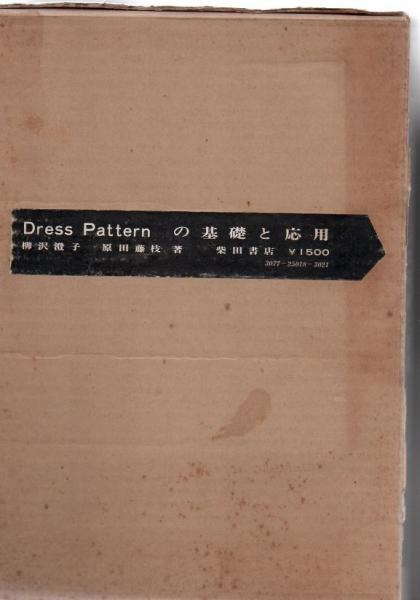 Dress Pattern の基礎と応用
柳沢澄子 原田藤枝 著 柴田書店 ¥1500
3077-25018-3021